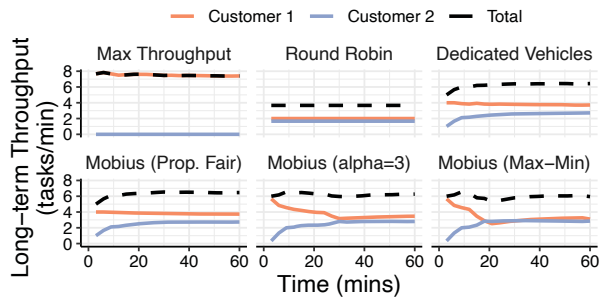 Customer 1 Customer 2 Total
Max Throughput Round Robin Dedicated Vehicles
8
6
4
2
0
Mobius (Prop. Fair) Mobius (alpha=3) Mobius (Max−Min)
8
6
4
2
0
0 20 40 60 0 20 40 60 0 20 40 60
Time (mins)
Long−term Throughput
(tasks/min)